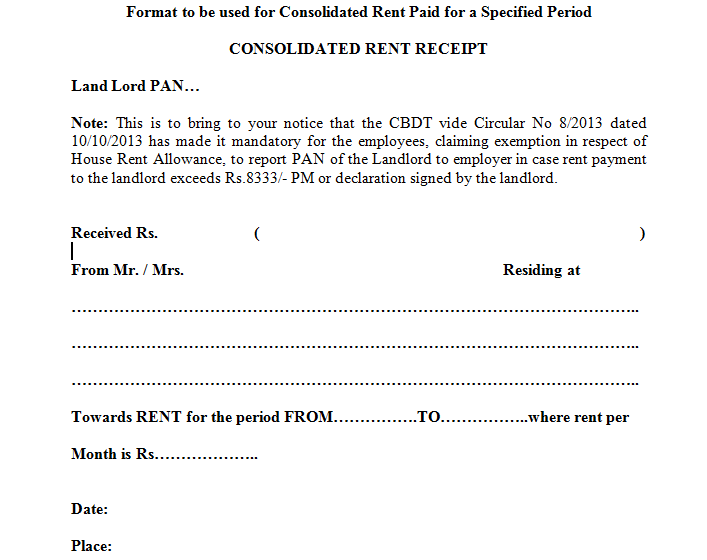 Format to be used for Consolidated Rent Paid for a Specified Period
CONSOLIDATED RENT RECEIPT
Land Lord PAN…
Note: This is to bring to your notice that the CBDT vide Circular No 8/2013 dated
10/10/2013 has made it mandatory for the employees, claiming exemption in respect of
House Rent Allowance, to report PAN of the Landlord to employer in case rent payment
to the landlord exceeds Rs.8333/- PM or declaration signed by the landlord.
Received Rs. ( )
From Mr. / Mrs. Residing at
……………………………………………………………………………………………..
……………………………………………………………………………………………..
……………………………………………………………………………………………..
Towards RENT for the period FROM…………….TO……………..where rent per
Month is Rs………………..
Date:
Place: